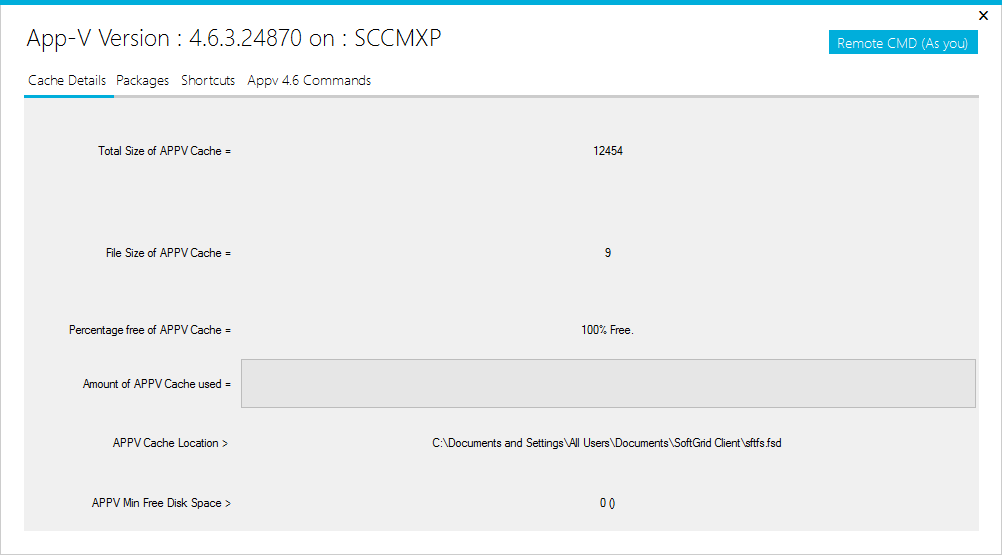 App-V Version : 4.6.3.24870 on : SCCMXP
Remote CMD (As you)
Cache Details Packages Shortcuts Appv 4.6 Commands
Total Size of APPV Cache = 12454
File Size of APPV Cache = 9
Percentage free of APPV Cache = 100% Free.
Amount of APPV Cache used =
APPV Cache Location > C:\Documents and Settings\All Users\Documents\SoftGrid Client\sftfs.fsd
APPV Min Free Disk Space > 0 ()